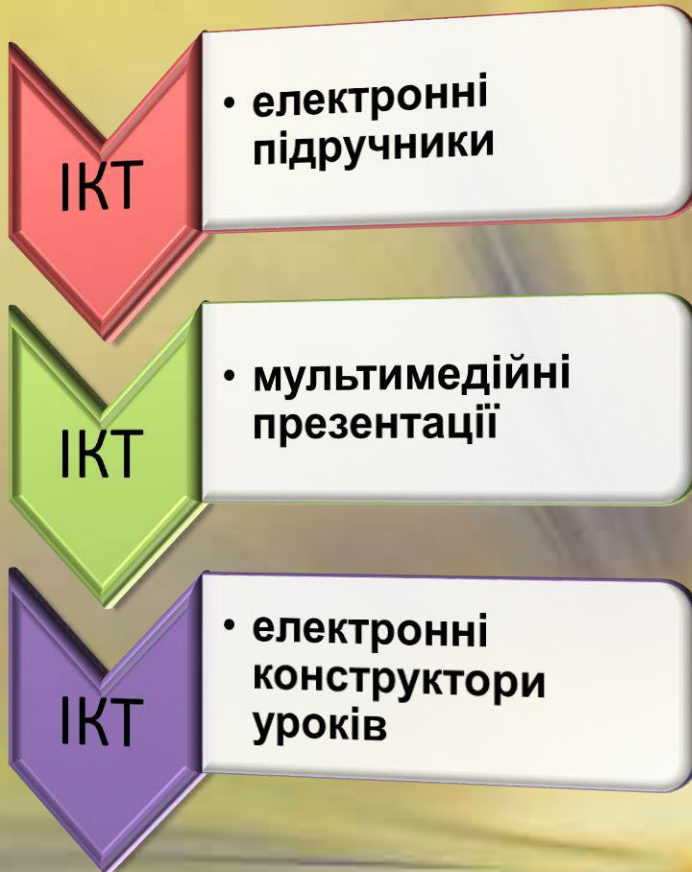 ІКТ
• електронні
підручники
ІКТ
• мультимедійні
презентації
ІКТ
• електронні
конструктори
уроків